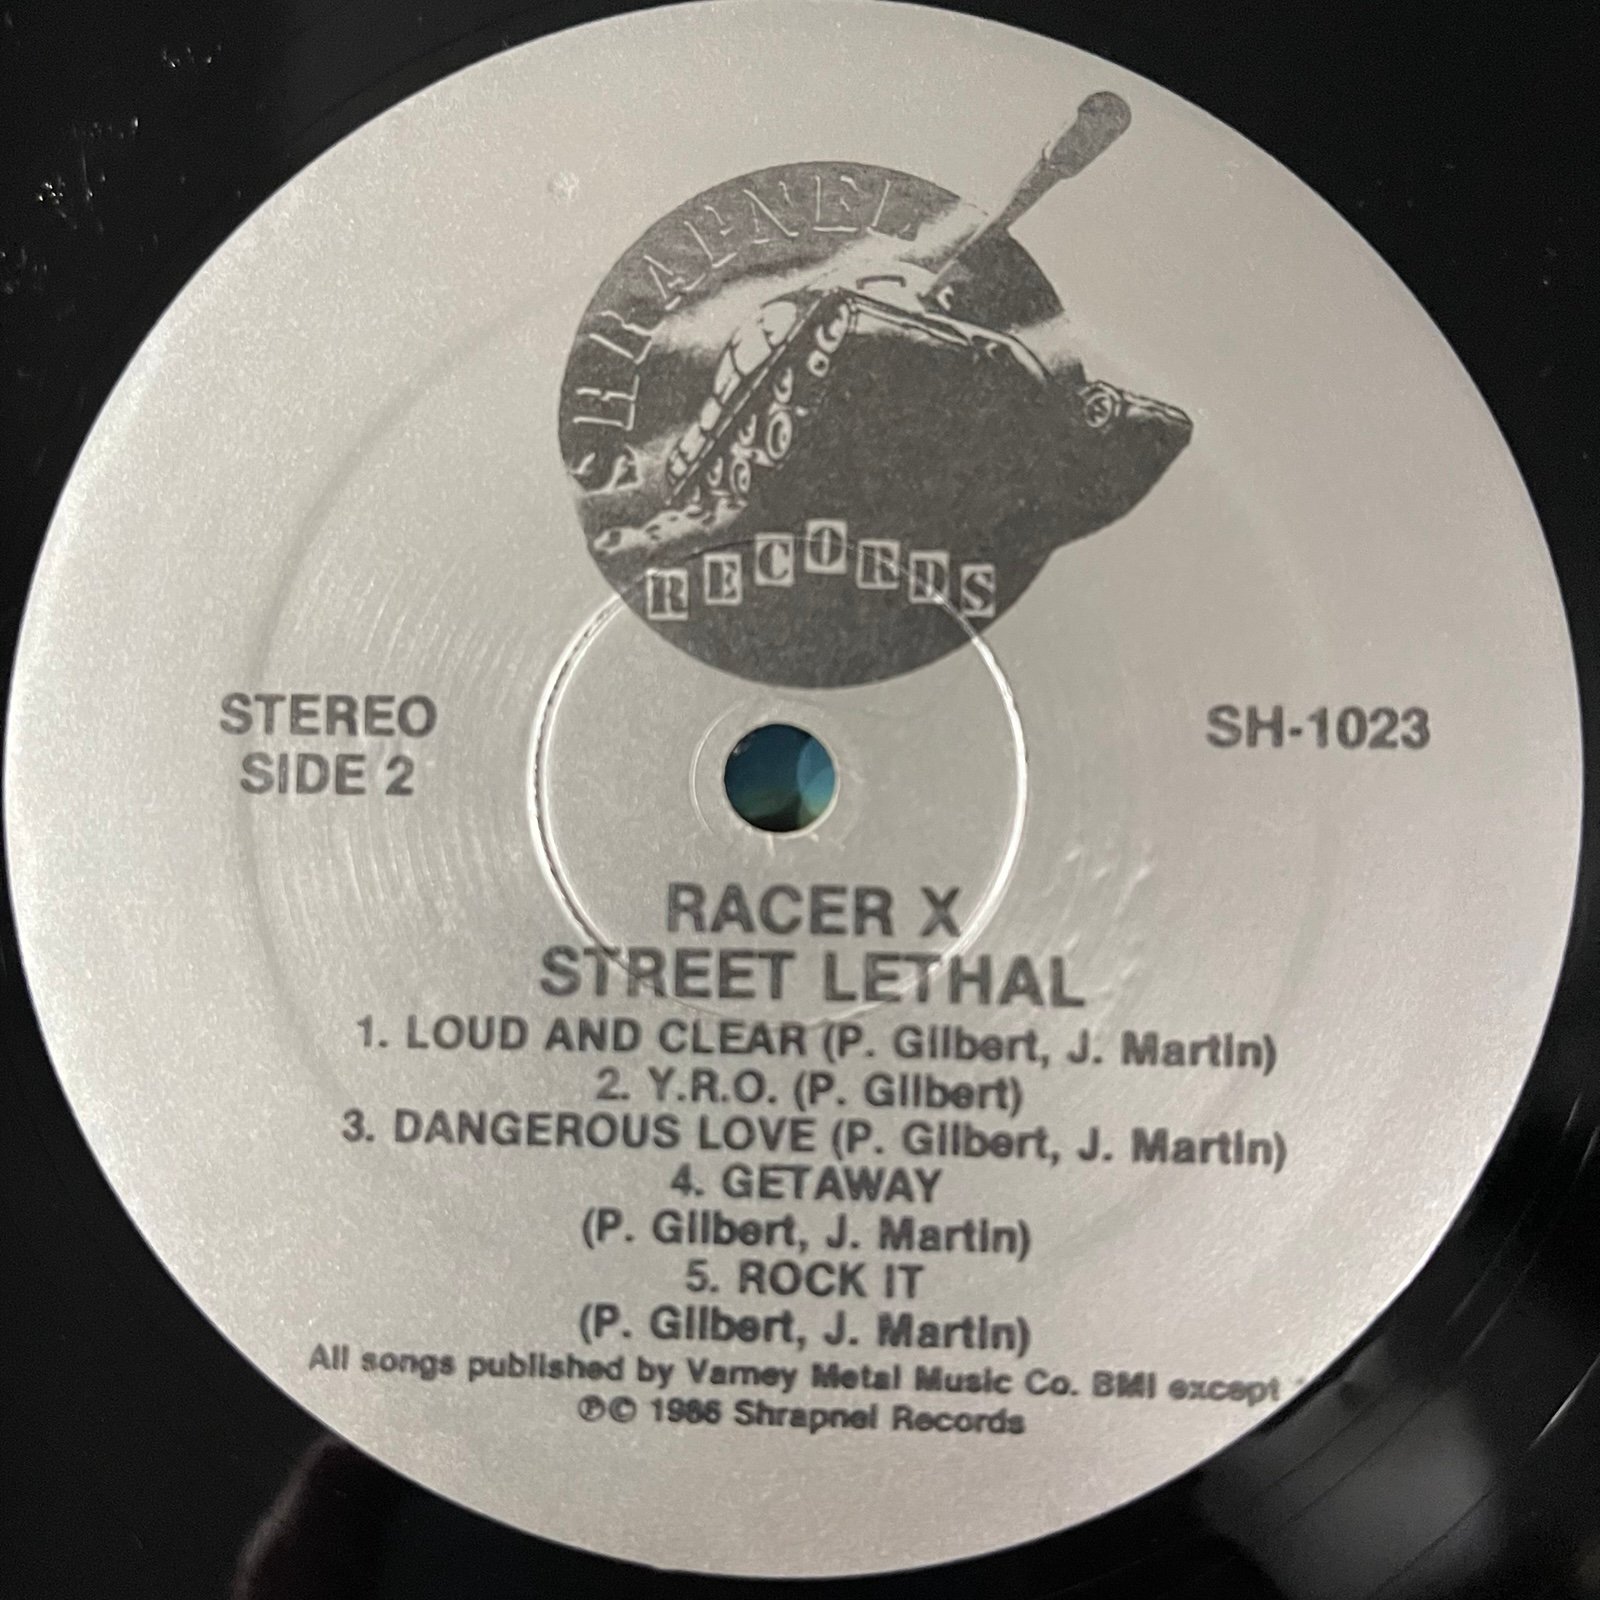 SHRAPNEL
RECORDS
STEREO
SIDE 2
SH-1023
RACER X
STREET LETHAL
1. LOUD AND CLEAR (P. Gilbert, J. Martin)
2. Y.R.O. (P. Gilbert)
3. DANGEROUS LOVE (P. Gilbert, J. Martin)
4. GETAWAY
(P. Gilbert, J. Martin)
5. ROCK IT
(P. Gilbert, J. Martin)
All songs published by Varney Metal Music Co. BMI except
℗© 1986 Shrapnel Records